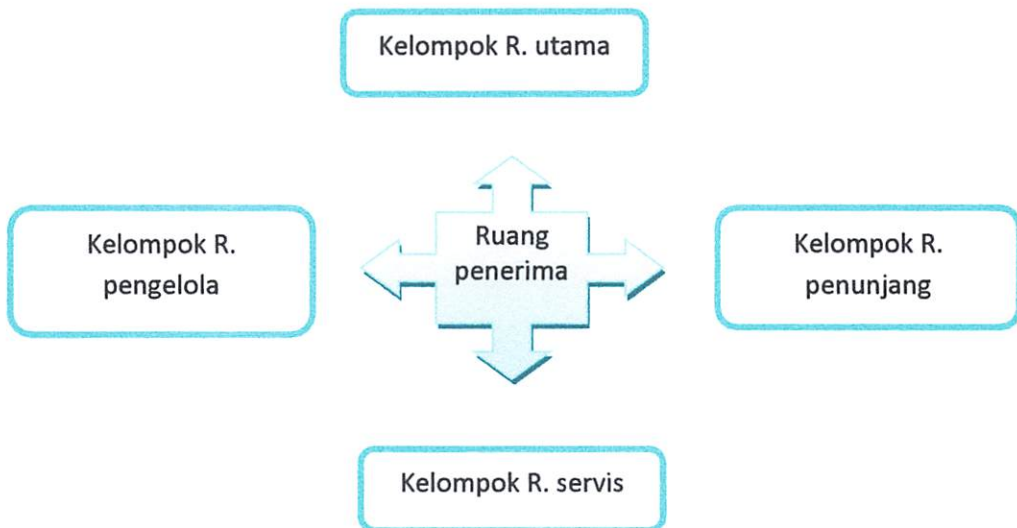 Kelompok R. utama
Kelompok R.
pengelola
Ruang
penerima
Kelompok R.
penunjang
Kelompok R. servis